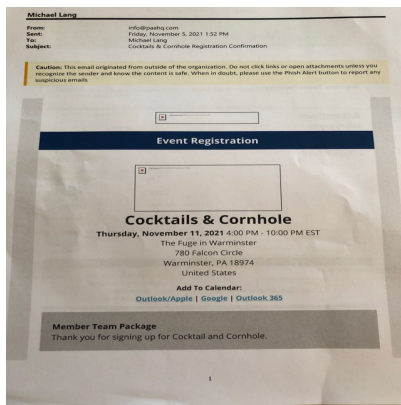 Michael Lang
From: info@paahq.com
Sent: Friday, November 5, 2021 1:52 PM
To: Michael Lang
Subject: Cocktails & Cornhole Registration Confirmation
Caution: This email originated from outside of the organization. Do not click links or open attachments unless you
recognize the sender and know the content is safe. When in doubt, please use the Phish Alert button to report any
suspicious emails
Event Registration
Cocktails & Cornhole
Thursday, November 11, 2021 4:00 PM - 10:00 PM EST
The Fuge in Warminster
780 Falcon Circle
Warminster, PA 18974
United States
Add To Calendar:
Outlook/Apple | Google | Outlook 365
Member Team Package
Thank you for signing up for Cocktail and Cornhole.
1